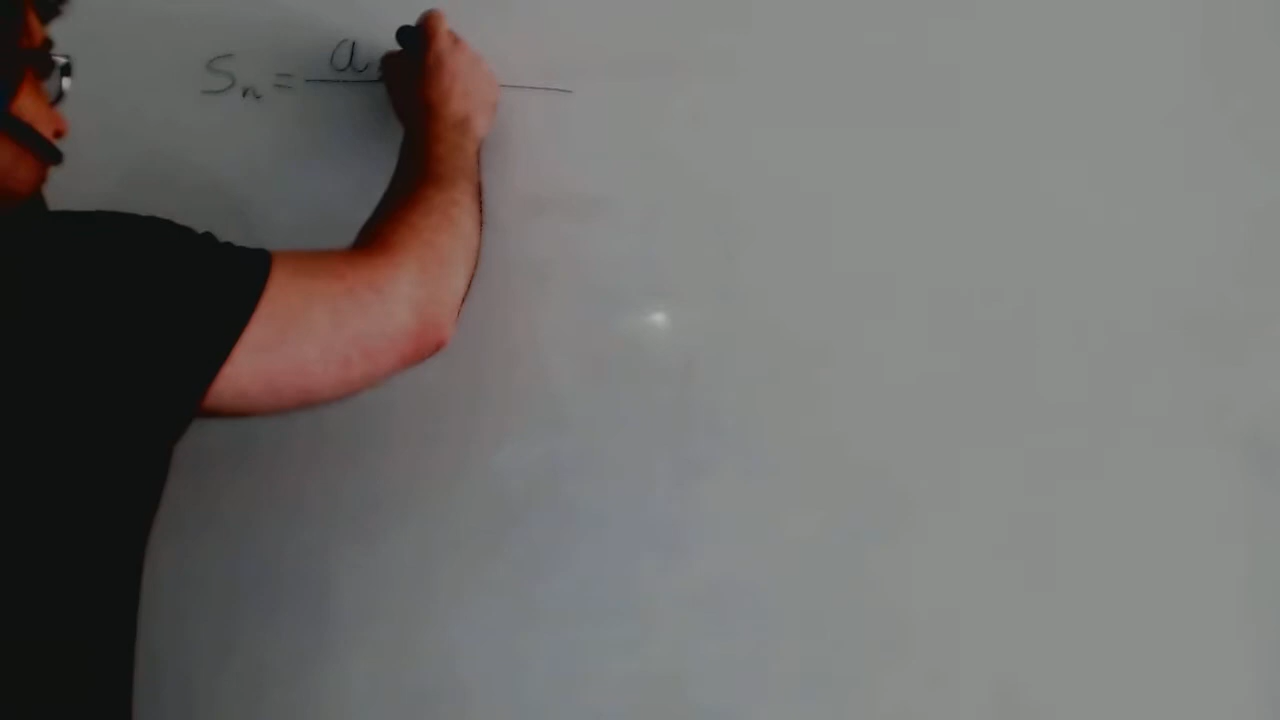 Sn = a